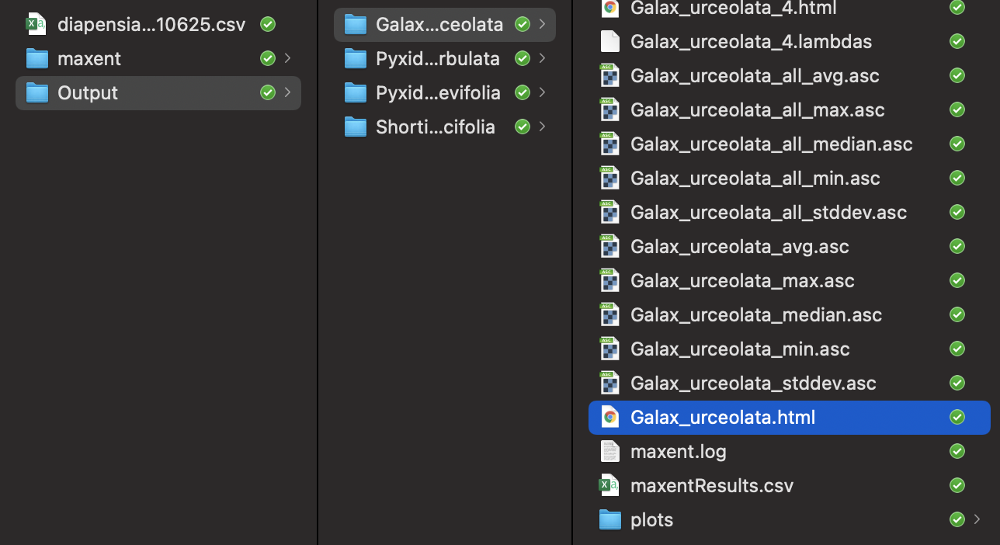 diapensia...10625.csv
maxent
Output
Galax...ceolata
Pyxid...rbulata
Pyxid...evifolia
Shorti...cifolia
Galax_urceolata_4.html
Galax_urceolata_4.lambdas
Galax_urceolata_all_avg.asc
Galax_urceolata_all_max.asc
Galax_urceolata_all_median.asc
Galax_urceolata_all_min.asc
Galax_urceolata_all_stddev.asc
Galax_urceolata_avg.asc
Galax_urceolata_max.asc
Galax_urceolata_median.asc
Galax_urceolata_min.asc
Galax_urceolata_stddev.asc
Galax_urceolata.html
maxent.log
maxentResults.csv
plots